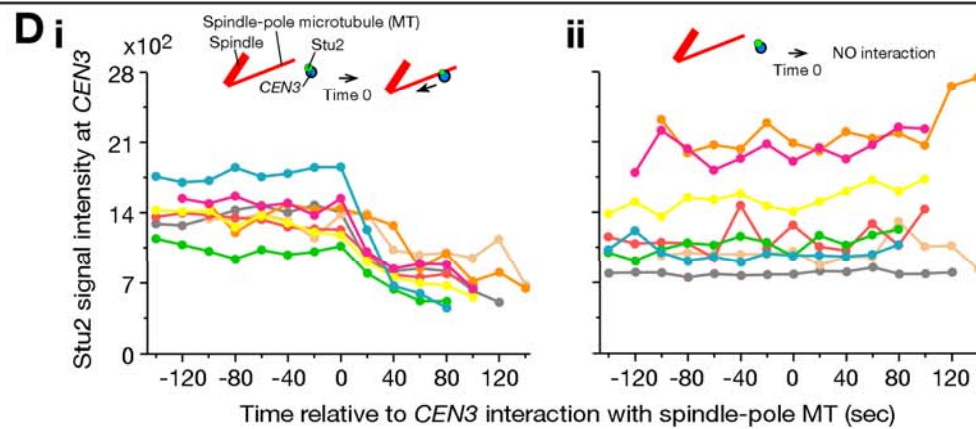 D i
ii
Spindle-pole microtubule (MT)
Spindle
Stu2
CEN3
Time 0
Time 0
NO interaction
x10²
28
21
14
7
0
Stu2 signal intensity at CEN3
-120 -80 -40 0 40 80 120
-120 -80 -40 0 40 80 120
Time relative to CEN3 interaction with spindle-pole MT (sec)